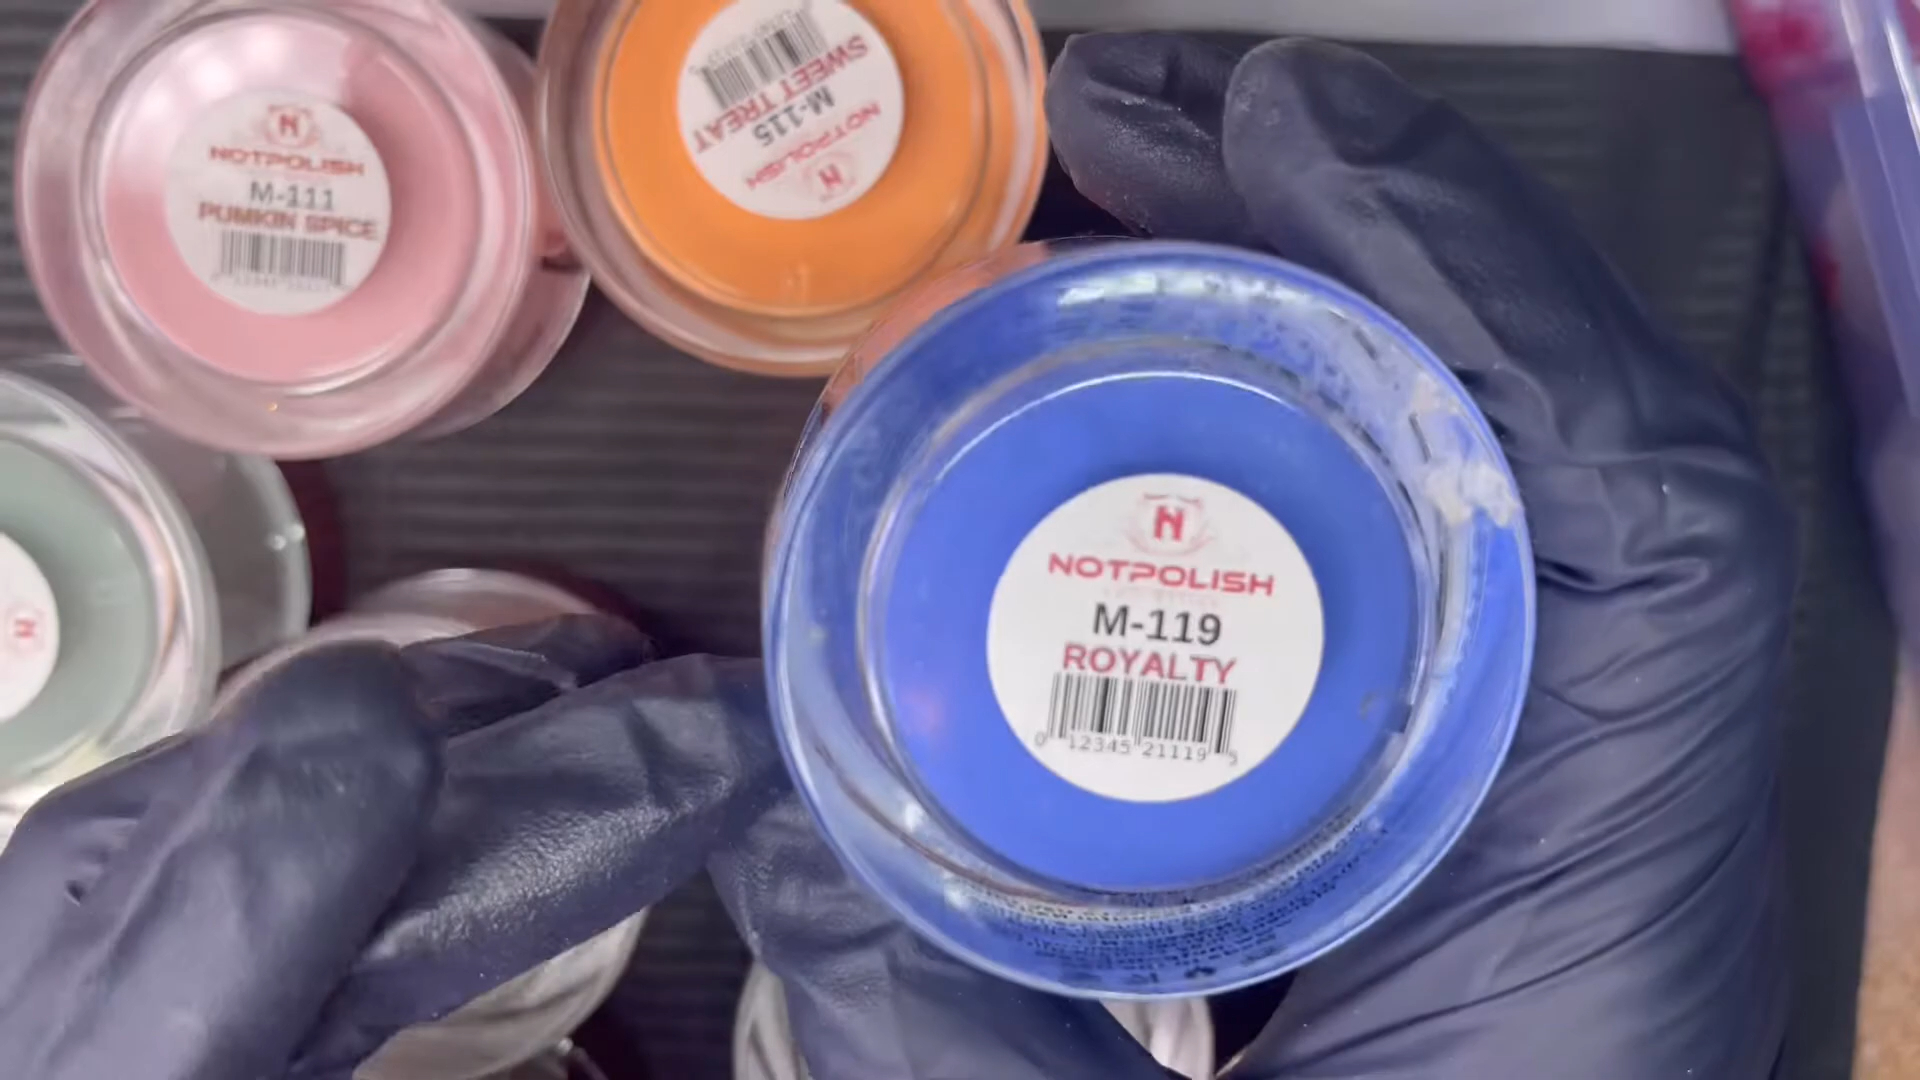 N
NOTPOLISH
M-111
PUMKIN SPICE
N
NOTPOLISH
M-115
SWEET TREAT
N
N
NOTPOLISH
M-119
ROYALTY
0 12345 21119 5